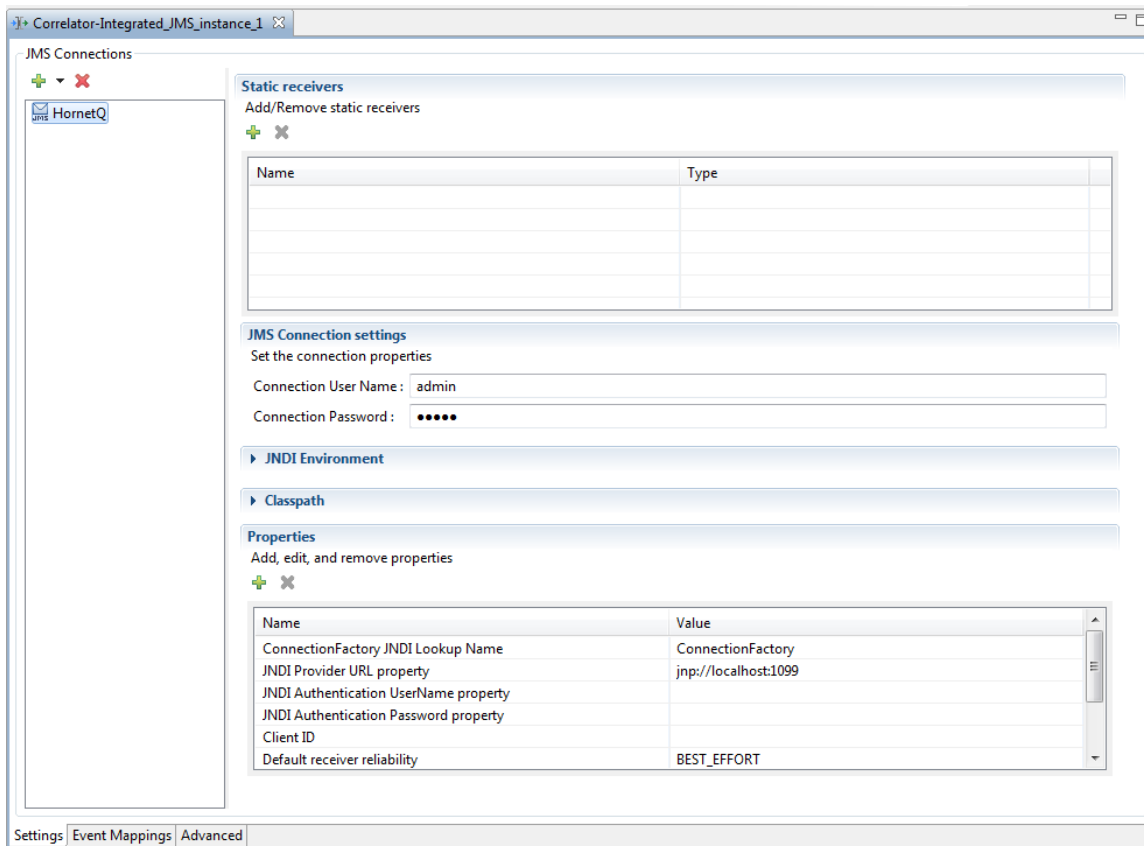 Correlator-Integrated_JMS_instance_1
JMS Connections
JMS HornetQ
Static receivers
Add/Remove static receivers
Name Type
JMS Connection settings
Set the connection properties
Connection User Name : admin
Connection Password : •••••
JNDI Environment
Classpath
Properties
Add, edit, and remove properties
Name Value
ConnectionFactory JNDI Lookup Name ConnectionFactory
JNDI Provider URL property jnp://localhost:1099
JNDI Authentication UserName property
JNDI Authentication Password property
Client ID
Default receiver reliability BEST_EFFORT
Settings Event Mappings Advanced